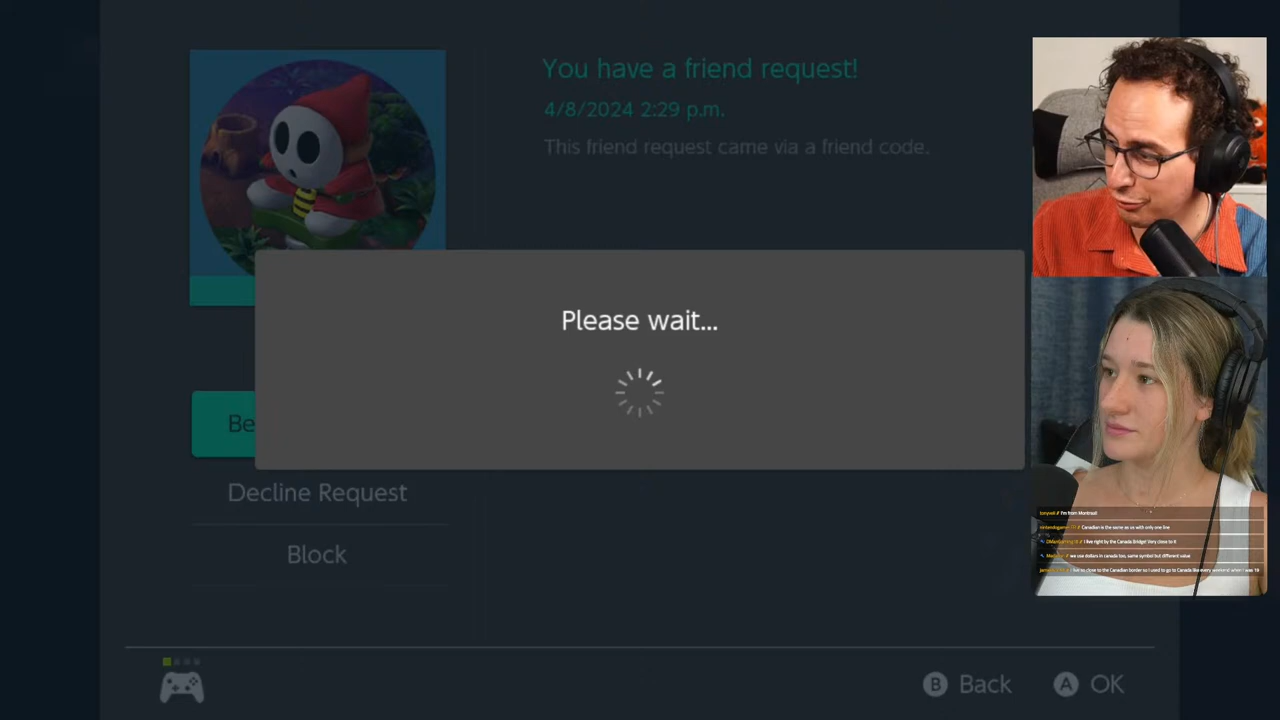 You have a friend request!
4/8/2024 2:29 p.m.
This friend request came via a friend code.
Please wait...
Be
Decline Request
Block
I'm from Montreal
Canadian is the same as us with only one line
I live right by the Canada Bridge! Very close to it
we use dollars in canada too, same symbol but different value
so close to the Canadian border so I used to go to Canada like every weekend when I was 19
B Back A OK